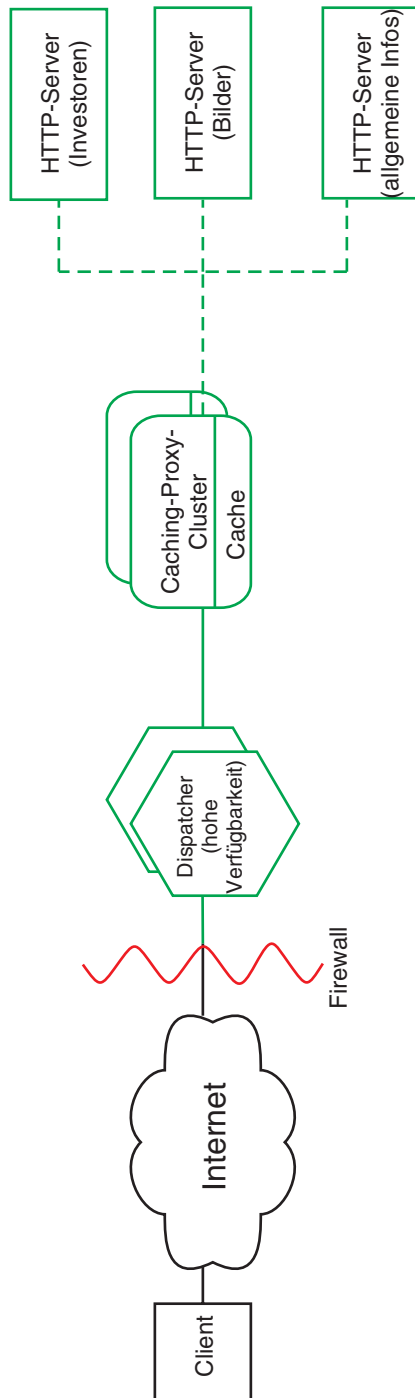 Client
Internet
Firewall
Dispatcher
(hohe
Verfügbarkeit)
Caching-Proxy-
Cluster
Cache
HTTP-Server
(Investoren)
HTTP-Server
(Bilder)
HTTP-Server
(allgemeine Infos)